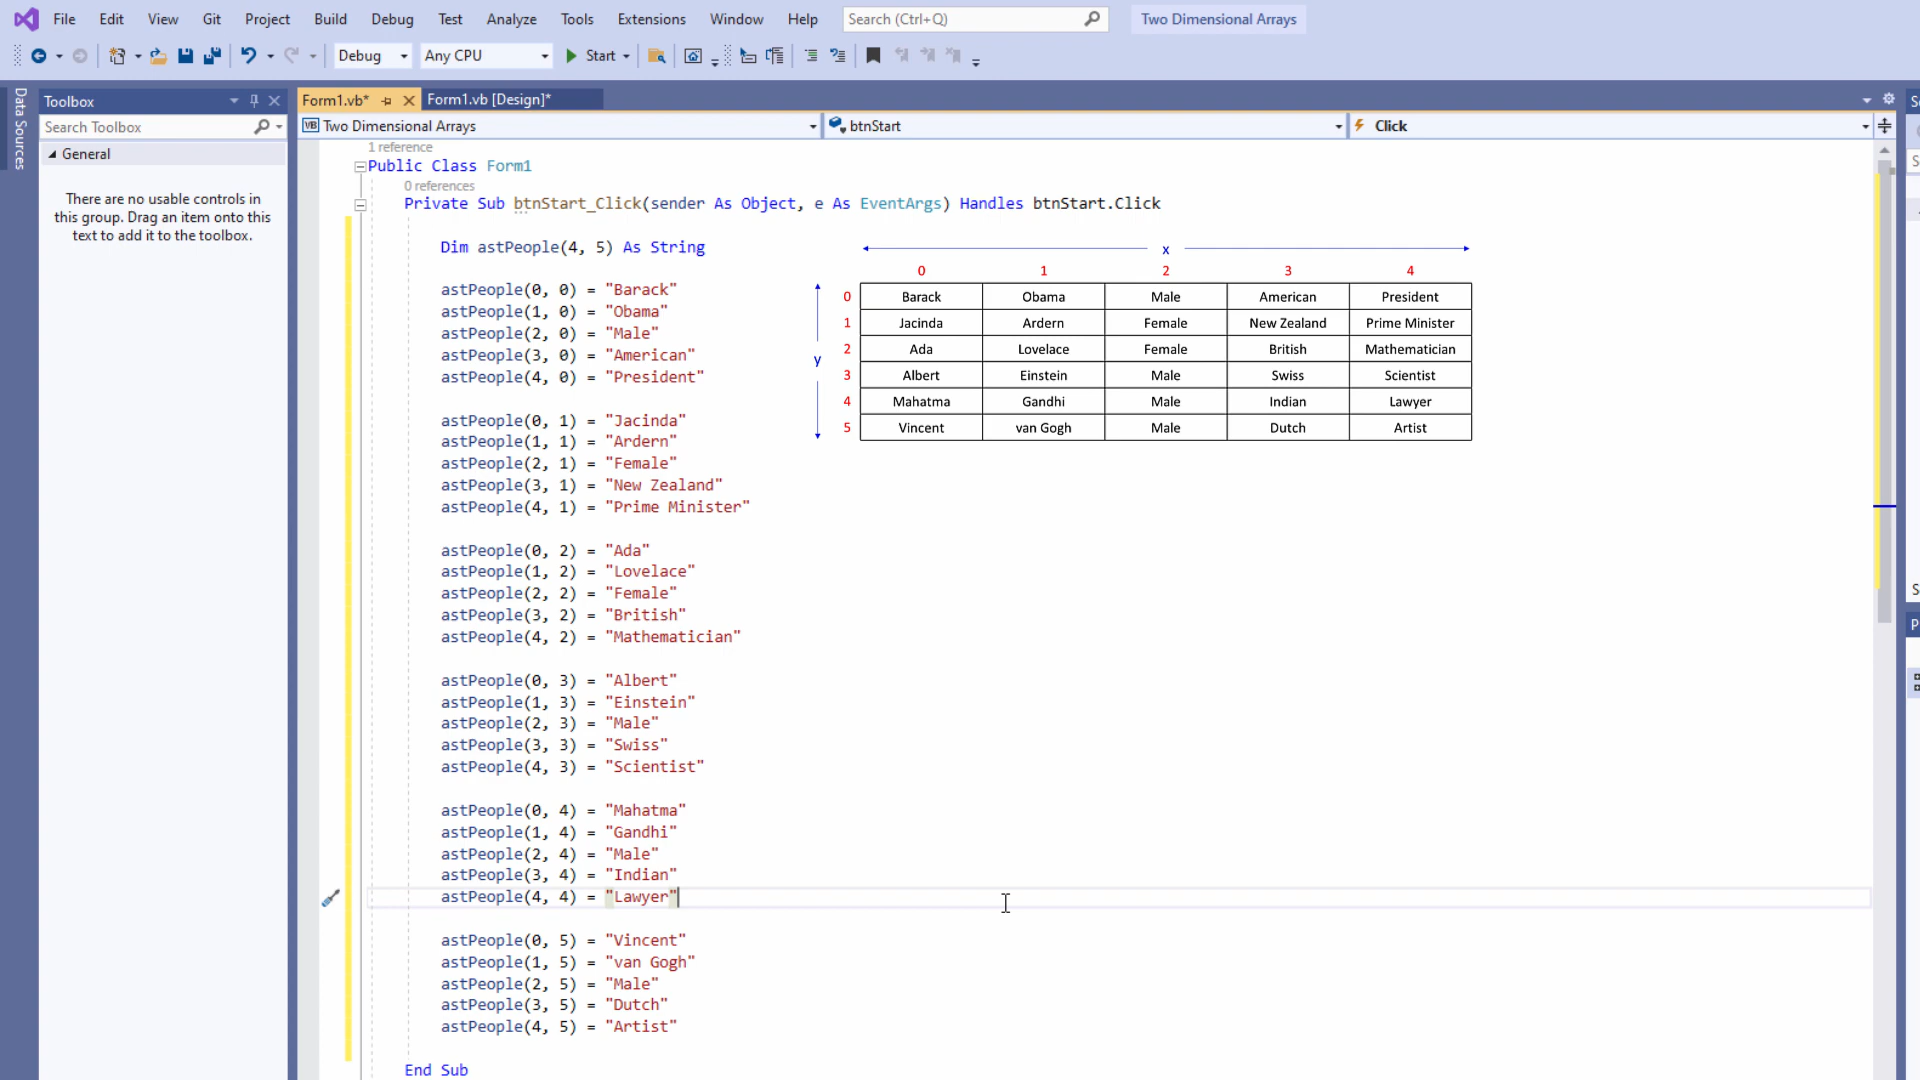 File Edit View Git Project Build Debug Test Analyze Tools Extensions Window Help Search (Ctrl+Q) Two Dimensional Arrays
Debug Any CPU Start
Data Sources
Toolbox
Search Toolbox
General
There are no usable controls in
this group. Drag an item onto this
text to add it to the toolbox.
Form1.vb* Form1.vb [Design]*
VB Two Dimensional Arrays btnStart Click
1 reference
Public Class Form1
0 references
Private Sub btnStart_Click(sender As Object, e As EventArgs) Handles btnStart.Click
Dim astPeople(4, 5) As String
astPeople(0, 0) = "Barack"
astPeople(1, 0) = "Obama"
astPeople(2, 0) = "Male"
astPeople(3, 0) = "American"
astPeople(4, 0) = "President"
astPeople(0, 1) = "Jacinda"
astPeople(1, 1) = "Ardern"
astPeople(2, 1) = "Female"
astPeople(3, 1) = "New Zealand"
astPeople(4, 1) = "Prime Minister"
astPeople(0, 2) = "Ada"
astPeople(1, 2) = "Lovelace"
astPeople(2, 2) = "Female"
astPeople(3, 2) = "British"
astPeople(4, 2) = "Mathematician"
astPeople(0, 3) = "Albert"
astPeople(1, 3) = "Einstein"
astPeople(2, 3) = "Male"
astPeople(3, 3) = "Swiss"
astPeople(4, 3) = "Scientist"
astPeople(0, 4) = "Mahatma"
astPeople(1, 4) = "Gandhi"
astPeople(2, 4) = "Male"
astPeople(3, 4) = "Indian"
astPeople(4, 4) = "Lawyer"
astPeople(0, 5) = "Vincent"
astPeople(1, 5) = "van Gogh"
astPeople(2, 5) = "Male"
astPeople(3, 5) = "Dutch"
astPeople(4, 5) = "Artist"
End Sub
x
0 1 2 3 4
y
0 Barack Obama Male American President
1 Jacinda Ardern Female New Zealand Prime Minister
2 Ada Lovelace Female British Mathematician
3 Albert Einstein Male Swiss Scientist
4 Mahatma Gandhi Male Indian Lawyer
5 Vincent van Gogh Male Dutch Artist